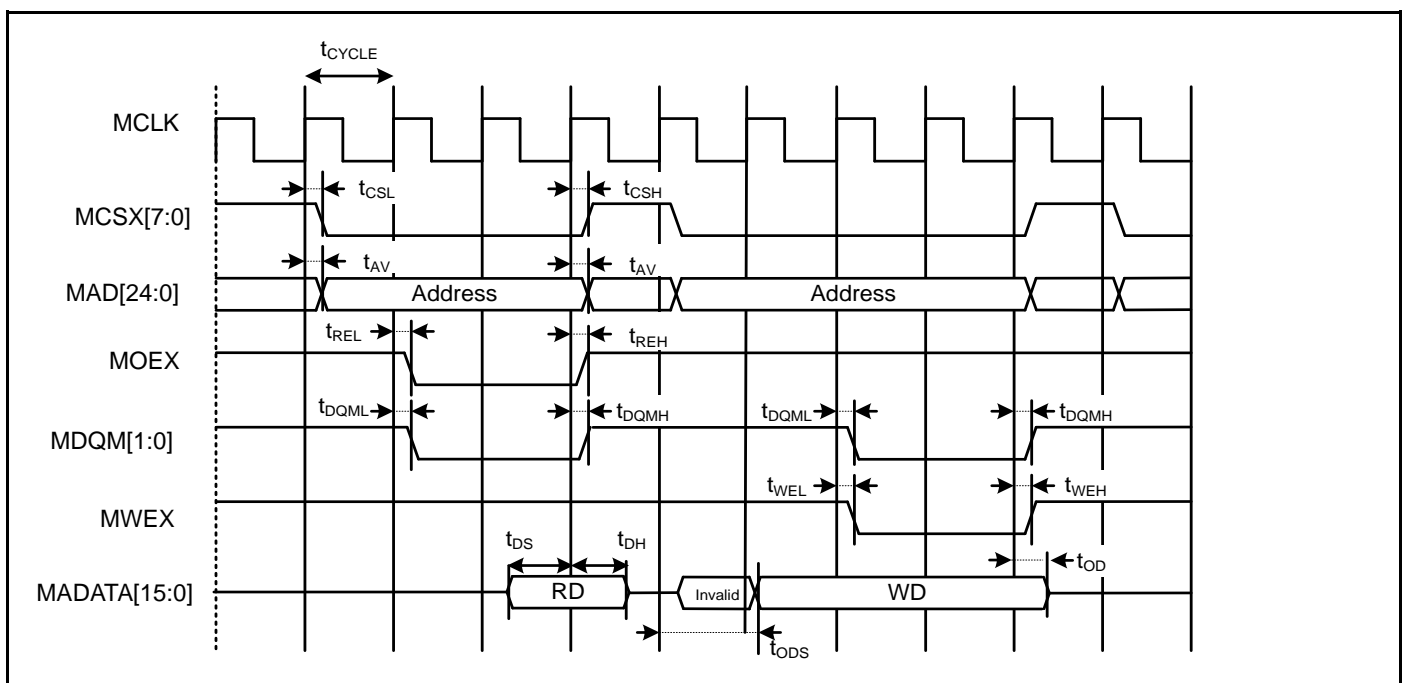 tCYCLE
MCLK
tCSL
tCSH
MCSX[7:0]
tAV
tAV
MAD[24:0]
Address
Address
tREL
tREH
MOEX
tDQML
tDQMH
tDQML
tDQMH
MDQM[1:0]
tWEL
tWEH
MWEX
tDS
tDH
tOD
MADATA[15:0]
RD
Invalid
WD
tODS